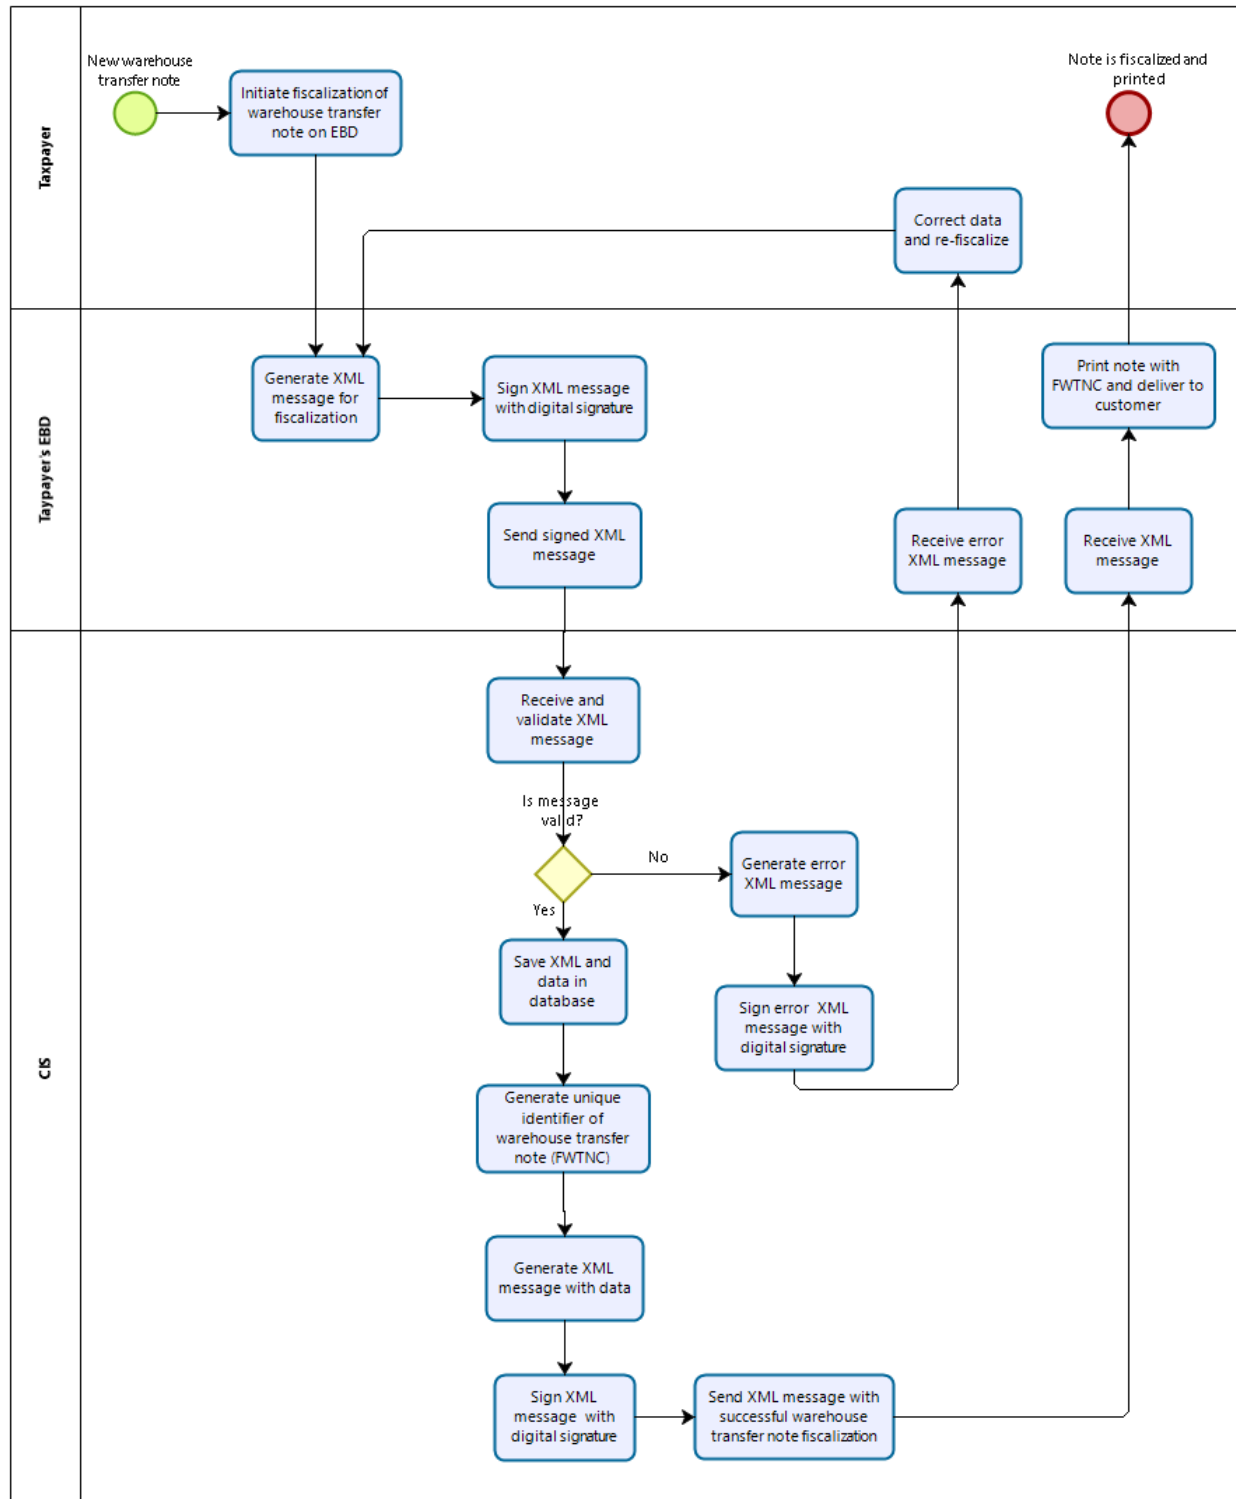 Taxpayer
New warehouse
transfer note
Initiate fiscalization of
warehouse transfer
note on EBD
Note is fiscalized and
printed
Correct data
and re-fiscalize
Taypayer's EBD
Generate XML
message for
fiscalization
Sign XML message
with digital signature
Print note with
FWTNC and deliver to
customer
Send signed XML
message
Receive error
XML message
Receive XML
message
CIS
Receive and
validate XML
message
Is message
valid?
No
Generate error
XML message
Yes
Save XML and
data in
database
Sign error  XML
message with
digital signature
Generate unique
identifier of
warehouse transfer
note (FWTNC)
Generate XML
message with data
Sign XML
message  with
digital signature
Send XML message with
successful warehouse
transfer note fiscalization